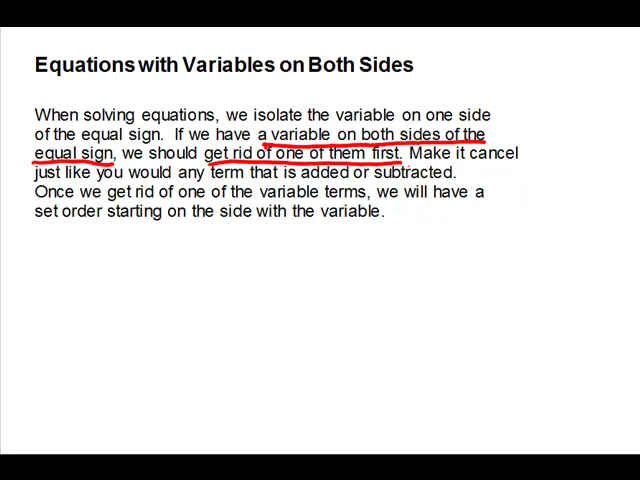 Equations with Variables on Both Sides
When solving equations, we isolate the variable on one side
of the equal sign. If we have a variable on both sides of the
equal sign, we should get rid of one of them first. Make it cancel
just like you would any term that is added or subtracted.
Once we get rid of one of the variable terms, we will have a
set order starting on the side with the variable.